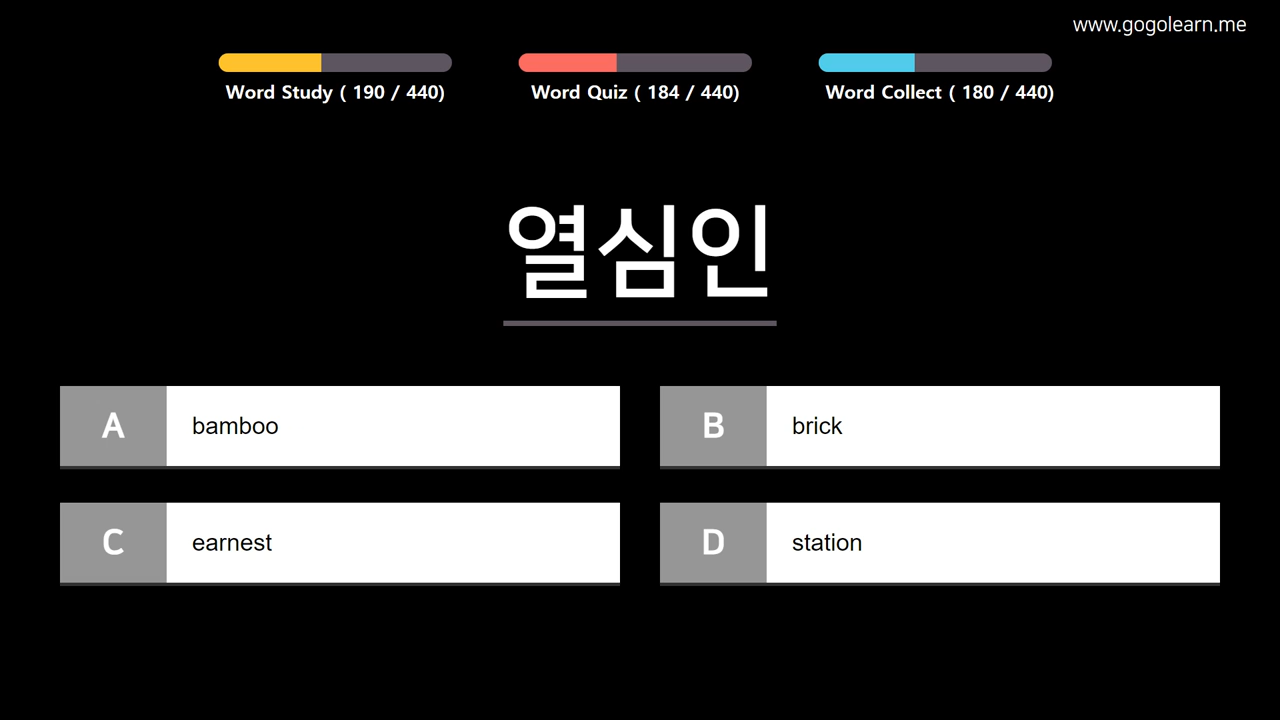 www.gogolearn.me
Word Study ( 190 / 440)
Word Quiz ( 184 / 440)
Word Collect ( 180 / 440)
열심인
A bamboo
B brick
C earnest
D station